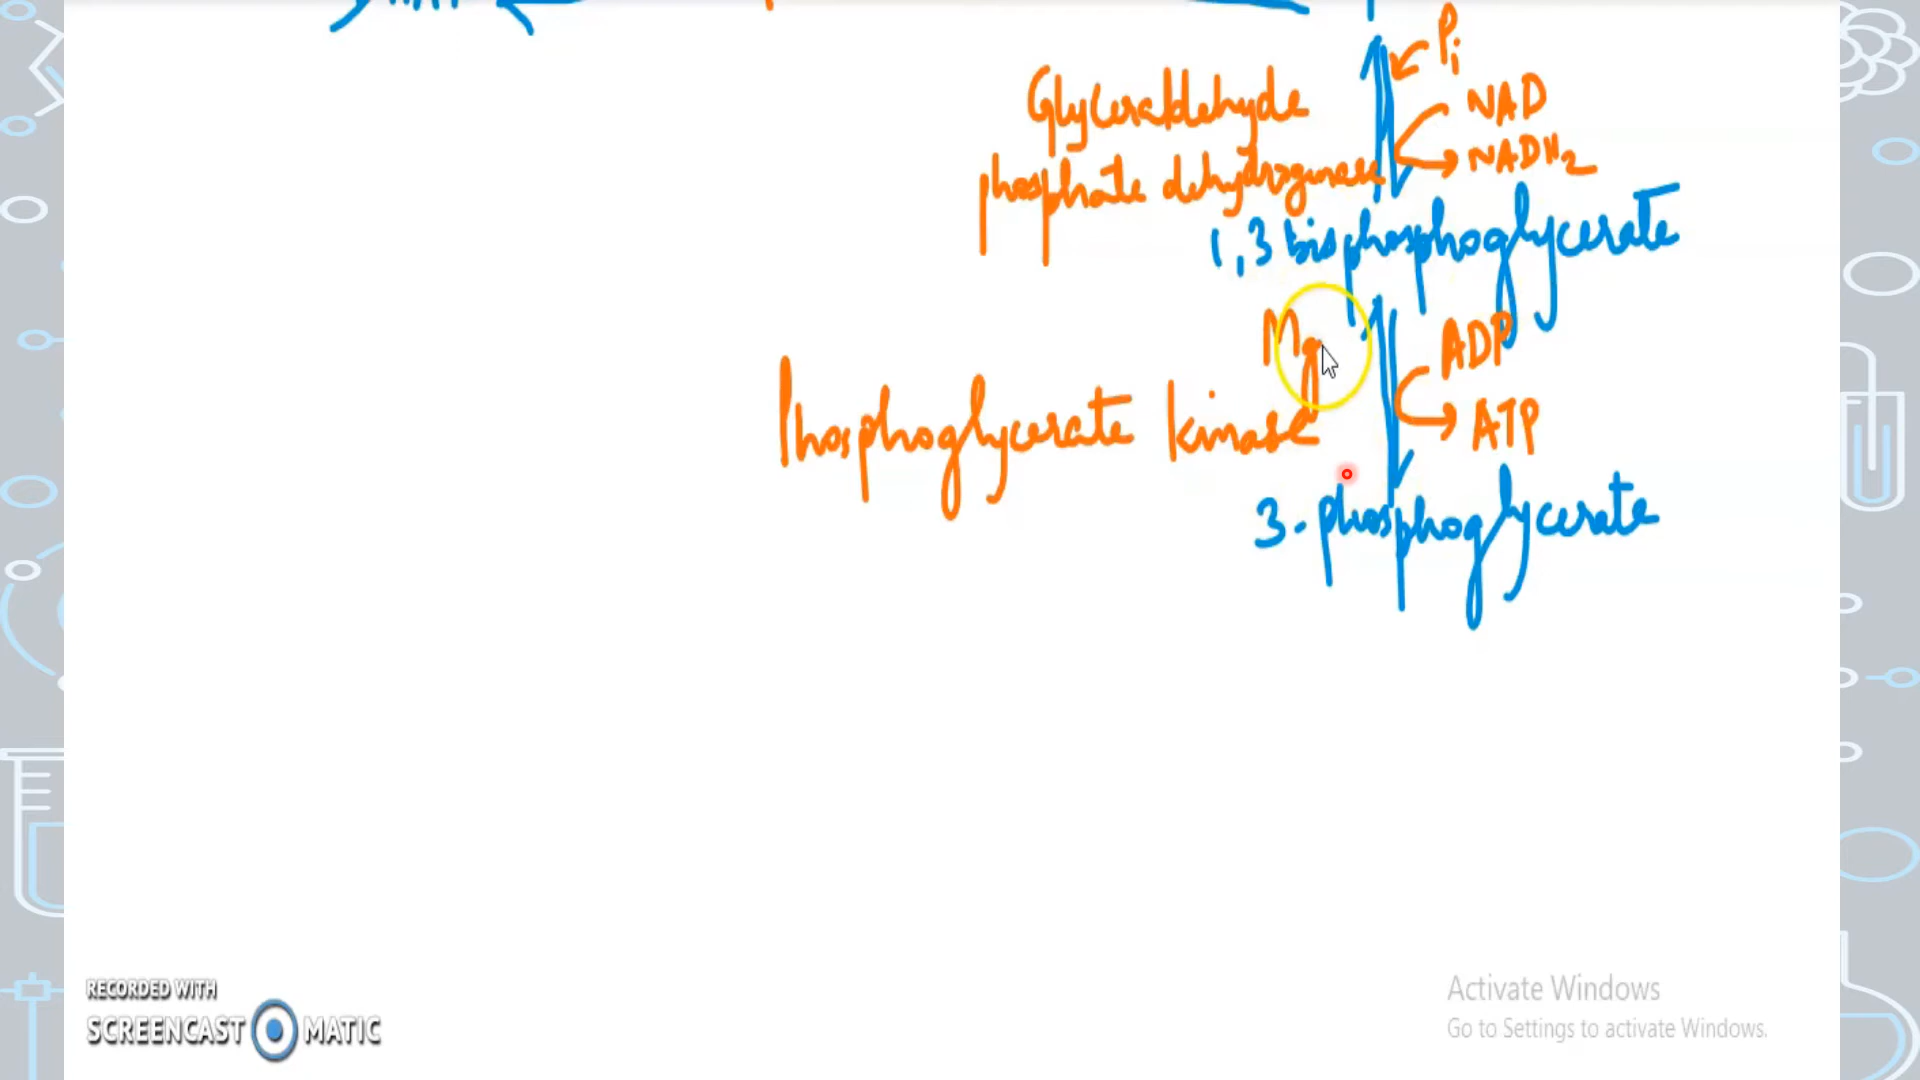 Pi
Glyceraldehyde
NAD
phosphate dehydrogenase
NADH2
1,3 bisphosphoglycerate
Mg
ADP
Phosphoglycerate kinase
ATP
3-phosphoglycerate
RECORDED WITH
SCREENCAST MATIC
Activate Windows
Go to Settings to activate Windows.